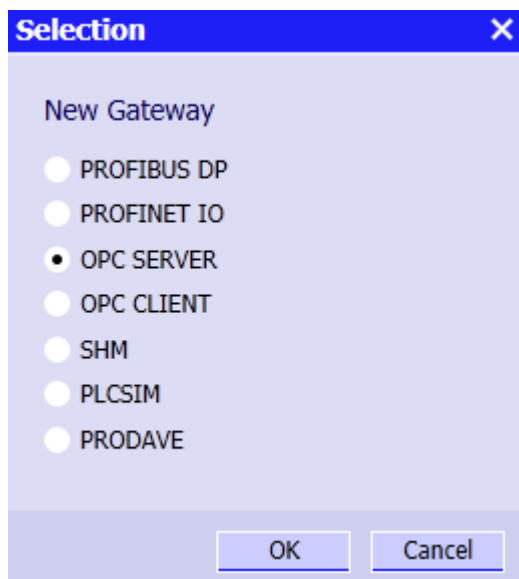 Selection
New Gateway
PROFIBUS DP
PROFINET IO
OPC SERVER
OPC CLIENT
SHM
PLCSIM
PRODAVE
OK Cancel